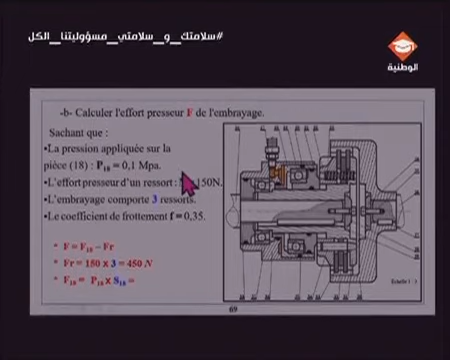 #سلامتك_و_سلامتي_مسؤوليتنا_الكل
الوطنية
-b- Calculer l'effort presseur F de l'embrayage.
Sachant que :
•La pression appliquée sur la
pièce (18) : P18 = 0,1 Mpa.
•L'effort presseur d'un ressort : 150N.
•L'embrayage comporte 3 ressorts.
•Le coefficient de frottement f = 0,35.
* F = F18 – Fr
* Fr = 150 x 3 = 450 N
* F18 = P18 x S18 =
69